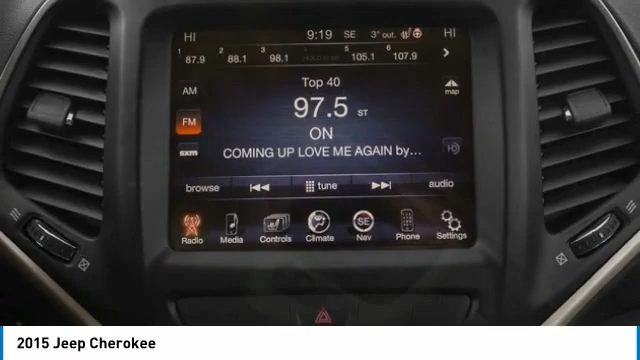 HI 9:19 SE 3° out. HI
1 87.9 2 88.1 3 98.1 5 105.1 6 107.9
AM
Top 40
map
97.5 ST
FM
ON
sxm
COMING UP LOVE ME AGAIN by...
browse tune audio
SE
Radio Media Controls Climate Nav Phone Settings
2015 Jeep Cherokee